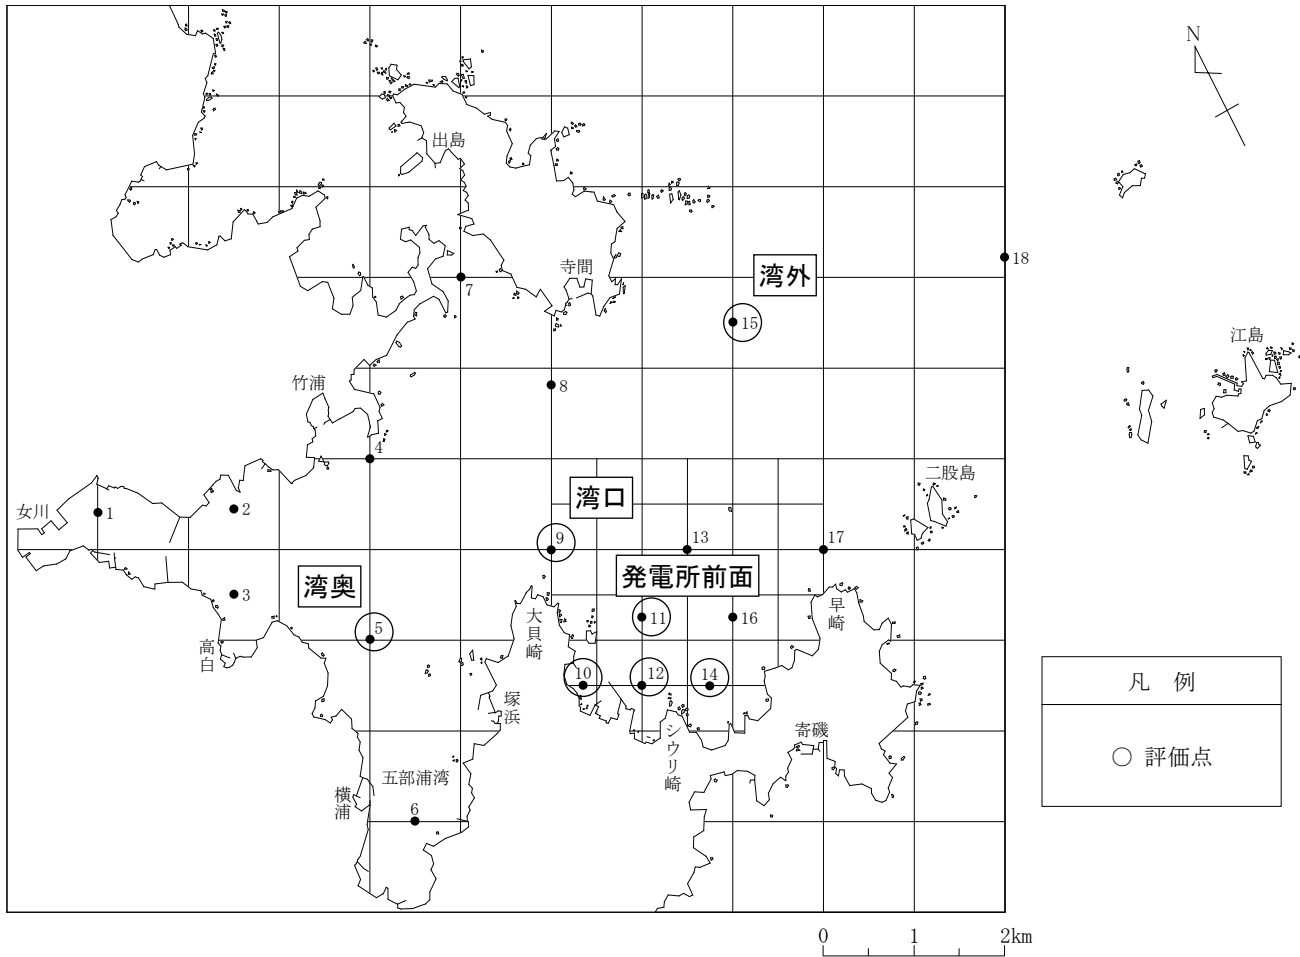 N
出島
寺間
湾外
18
7
15
江島
竹浦
8
4
二股島
女川
1
2
湾口
9
13
17
発電所前面
3
湾奥
5
11
16
大貝崎
早崎
高白
10
12
14
塚浜
シウリ崎
寄磯
五部浦湾
横浦
6
凡 例
○ 評価点
0 1 2km